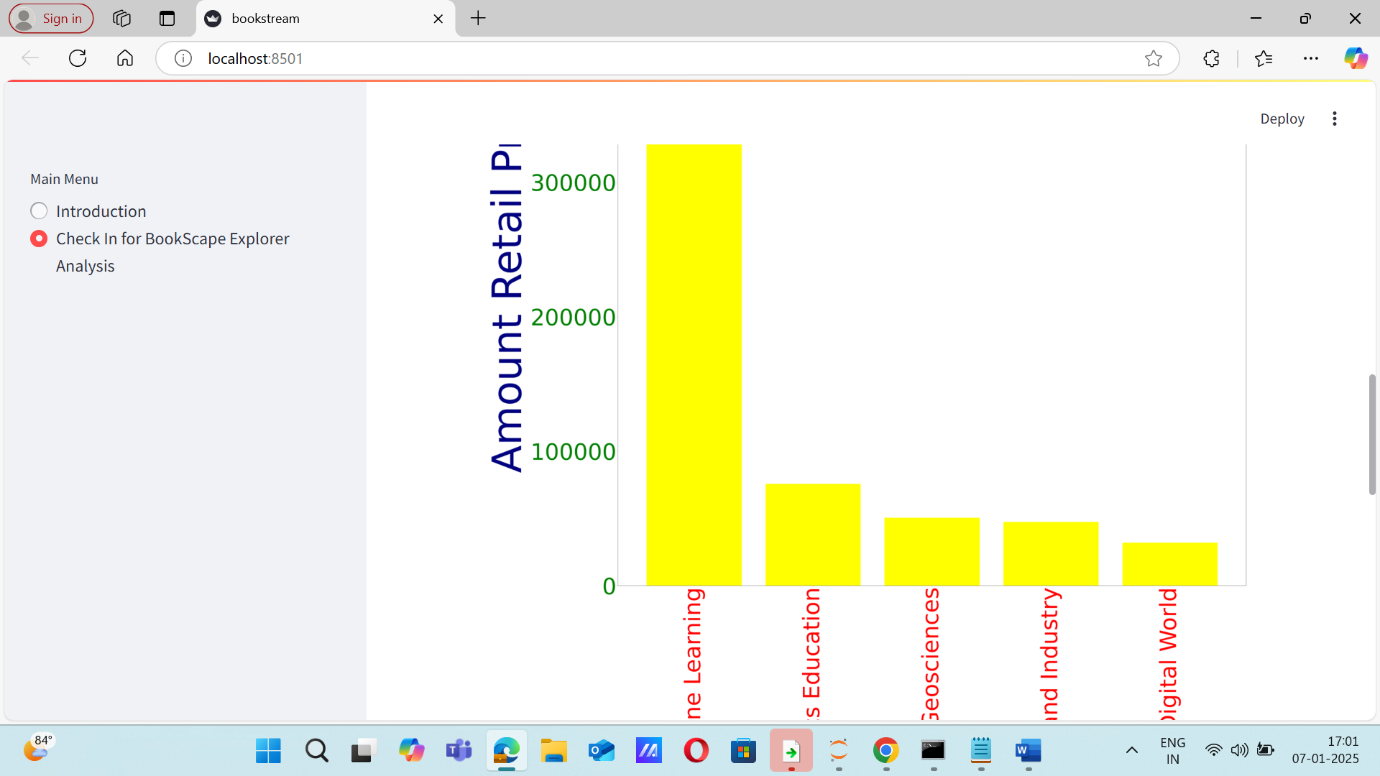 Sign in
bookstream
localhost:8501
Deploy
Main Menu
Introduction
Check In for BookScape Explorer
Analysis
Amount Retail
300000
200000
100000
0
Learning
Education
Geosciences
and Industry
Digital World
84°
ENG
IN
17:01
07-01-2025